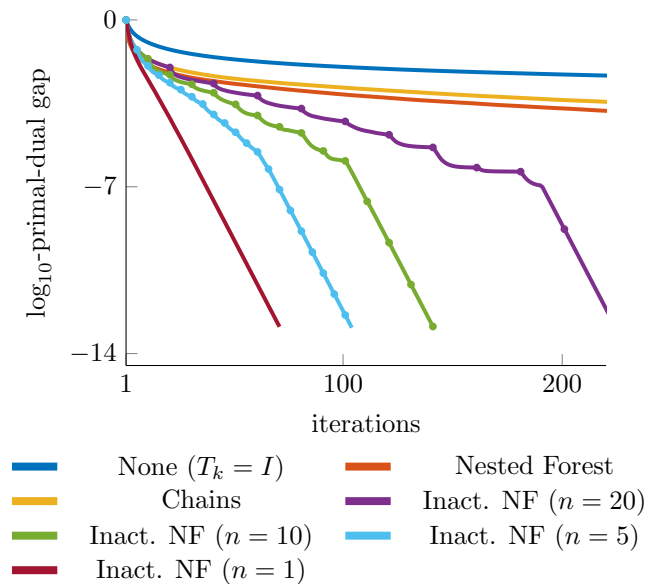 0
−7
−14
log₁₀-primal-dual gap
1 100 200
iterations
None (Tₖ = I) Nested Forest
Chains Inact. NF (n = 20)
Inact. NF (n = 10) Inact. NF (n = 5)
Inact. NF (n = 1)